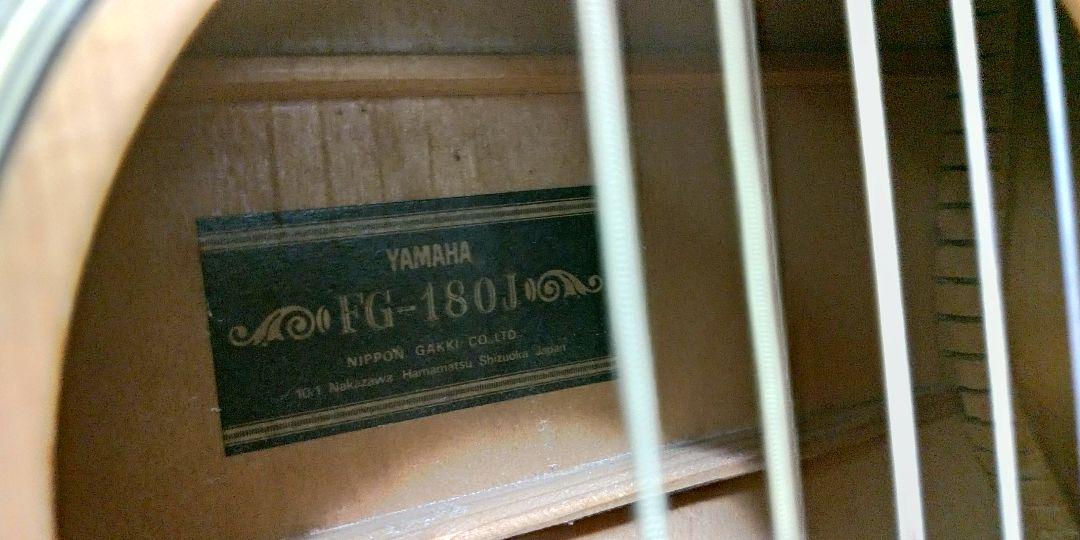 YAMAHA
FG-180J
NIPPON GAKKI CO.,LTD.
10-1 Nakazawa Hamamatsu Shizuoka Japan